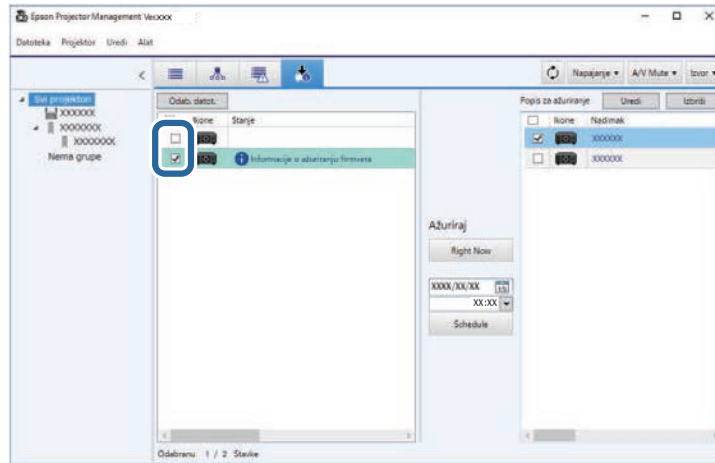 Epson Projector Management Ver.XXXX
Datoteka Projektor Uredi Alat
Napajanje A/V Mute Izvor
Svi projektori
XXXXXX
XXXXXXX
XXXXXXX
Nema grupe
Odab. datot.
Ikone Stanje
Informacije o ažuriranju firmvera
Ažuriraj
Right Now
XXXX/XX/XX
XX:XX
Schedule
Popis za ažuriranje Uredi Izbriši
Ikone Nadimak
XXXXXX
XXXXXX
Odabranu 1 / 2 Stavke